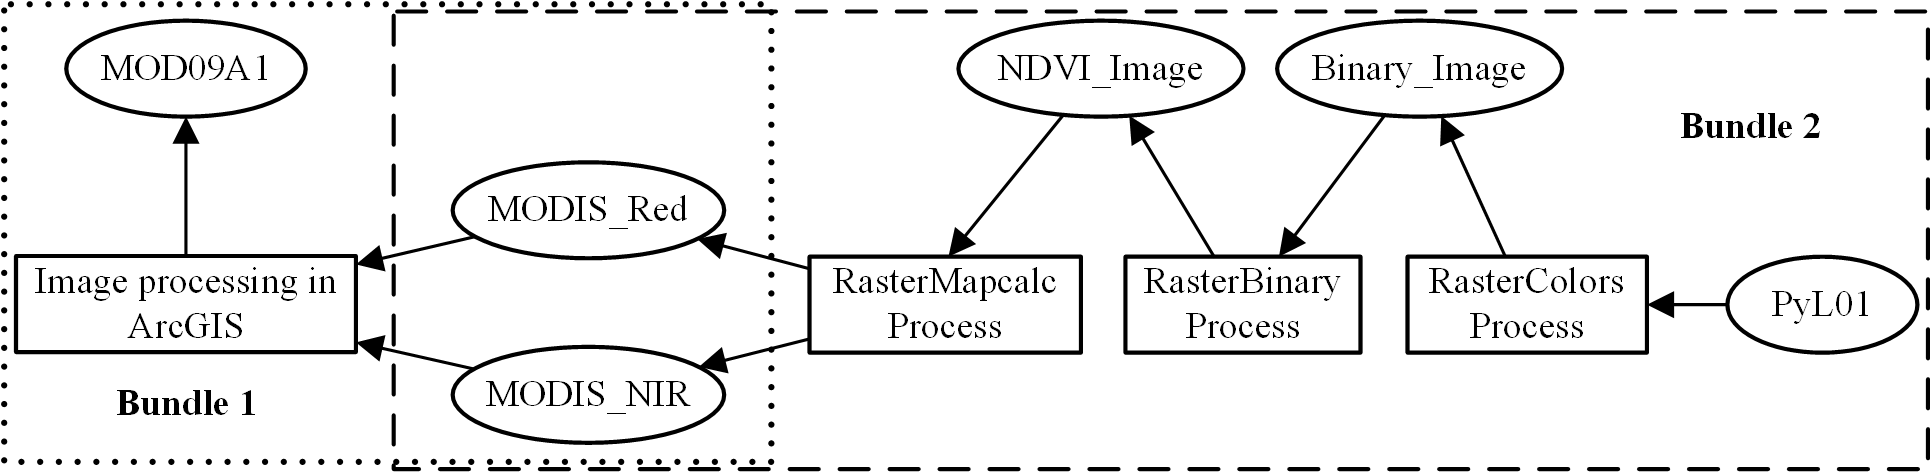 MOD09A1
NDVI_Image
Binary_Image
Bundle 2
MODIS_Red
Image processing in
ArcGIS
RasterMapcalc
Process
RasterBinary
Process
RasterColors
Process
PyL01
MODIS_NIR
Bundle 1